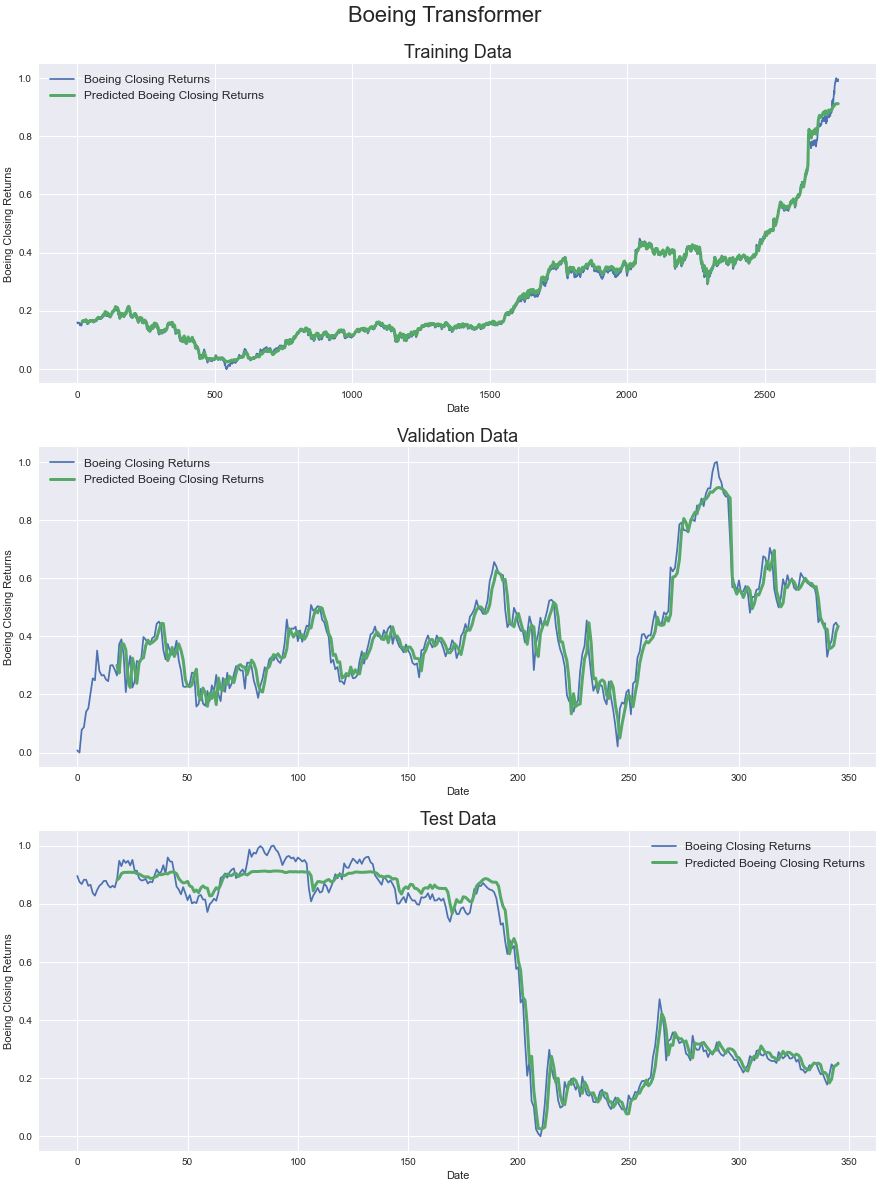 Boeing Transformer
Training Data
Boeing Closing Returns
Predicted Boeing Closing Returns
1.0
0.8
0.6
0.4
0.2
0.0
Boeing Closing Returns
0 500 1000 1500 2000 2500
Date
Validation Data
Boeing Closing Returns
Predicted Boeing Closing Returns
1.0
0.8
0.6
0.4
0.2
0.0
Boeing Closing Returns
0 50 100 150 200 250 300 350
Date
Test Data
Boeing Closing Returns
Predicted Boeing Closing Returns
1.0
0.8
0.6
0.4
0.2
0.0
Boeing Closing Returns
0 50 100 150 200 250 300 350
Date